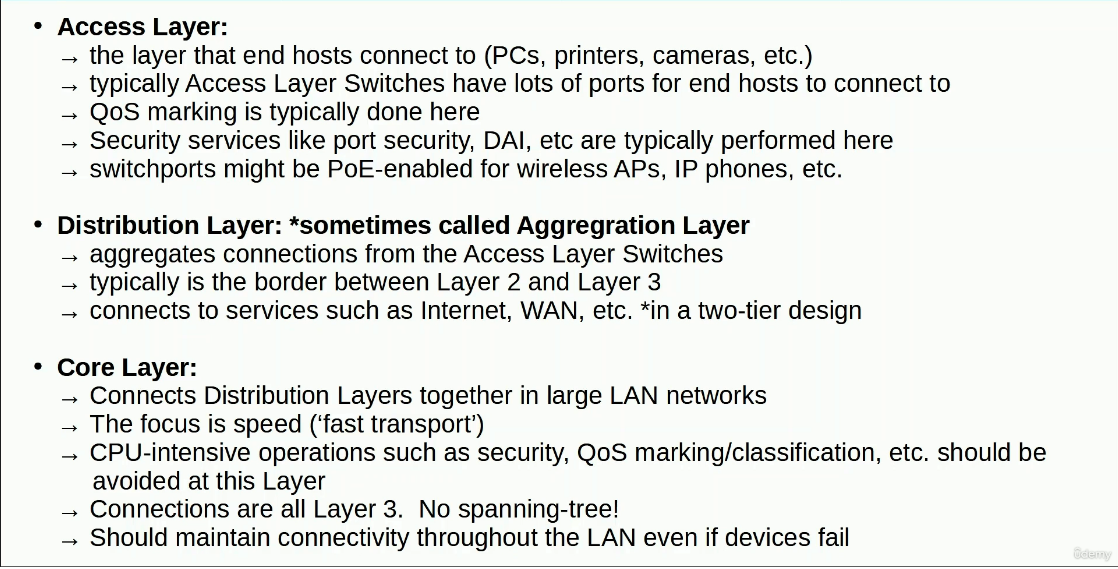 • Access Layer:
→ the layer that end hosts connect to (PCs, printers, cameras, etc.)
→ typically Access Layer Switches have lots of ports for end hosts to connect to
→ QoS marking is typically done here
→ Security services like port security, DAI, etc are typically performed here
→ switchports might be PoE-enabled for wireless APs, IP phones, etc.
• Distribution Layer: *sometimes called Aggregration Layer
→ aggregates connections from the Access Layer Switches
→ typically is the border between Layer 2 and Layer 3
→ connects to services such as Internet, WAN, etc. *in a two-tier design
• Core Layer:
→ Connects Distribution Layers together in large LAN networks
→ The focus is speed (‘fast transport’)
→ CPU-intensive operations such as security, QoS marking/classification, etc. should be
avoided at this Layer
→ Connections are all Layer 3.  No spanning-tree!
→ Should maintain connectivity throughout the LAN even if devices fail
ûdemy